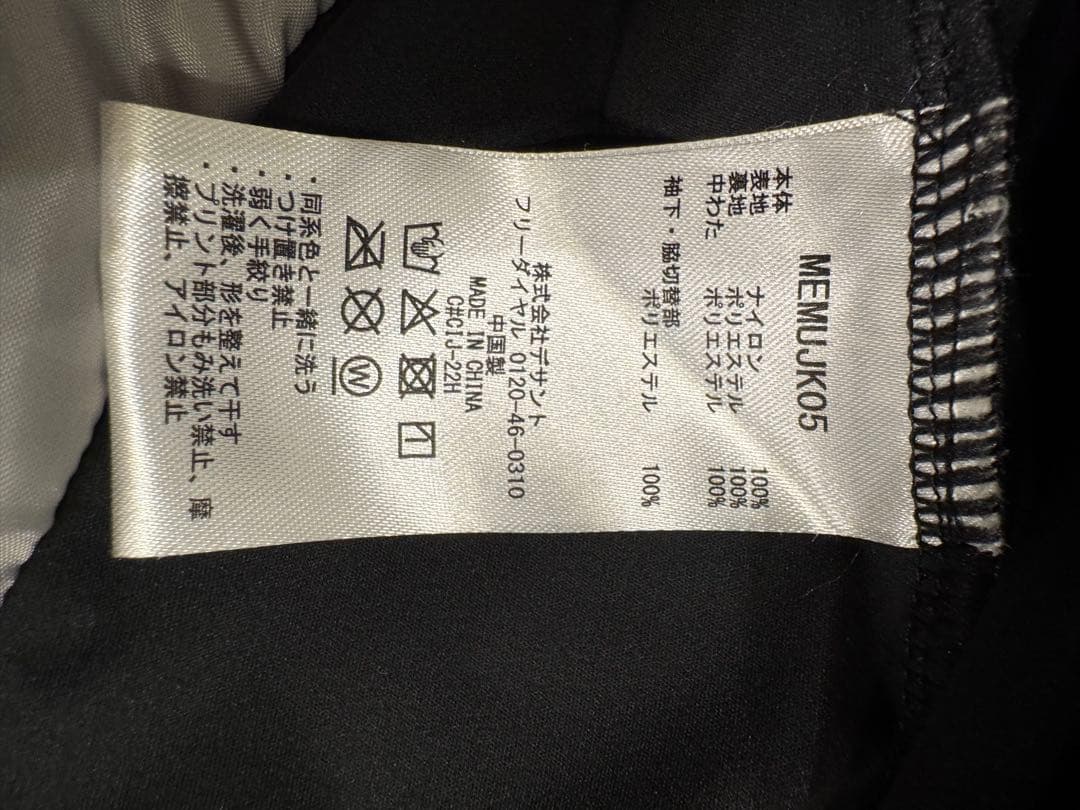 MEMUJK05
本体
表地 ナイロン 100%
裏地 ポリエステル 100%
中わた ポリエステル 100%
袖下・脇切替部
ポリエステル 100%
株式会社デサント
フリーダイヤル 0120-46-0310
中国製
MADE IN CHINA
C#CIJ-22H
W
・同系色と一緒に洗う
・つけ置き禁止
・弱く手絞り
・洗濯後、形を整えて干す
・プリント部分もみ洗い禁止、摩
擦禁止、アイロン禁止